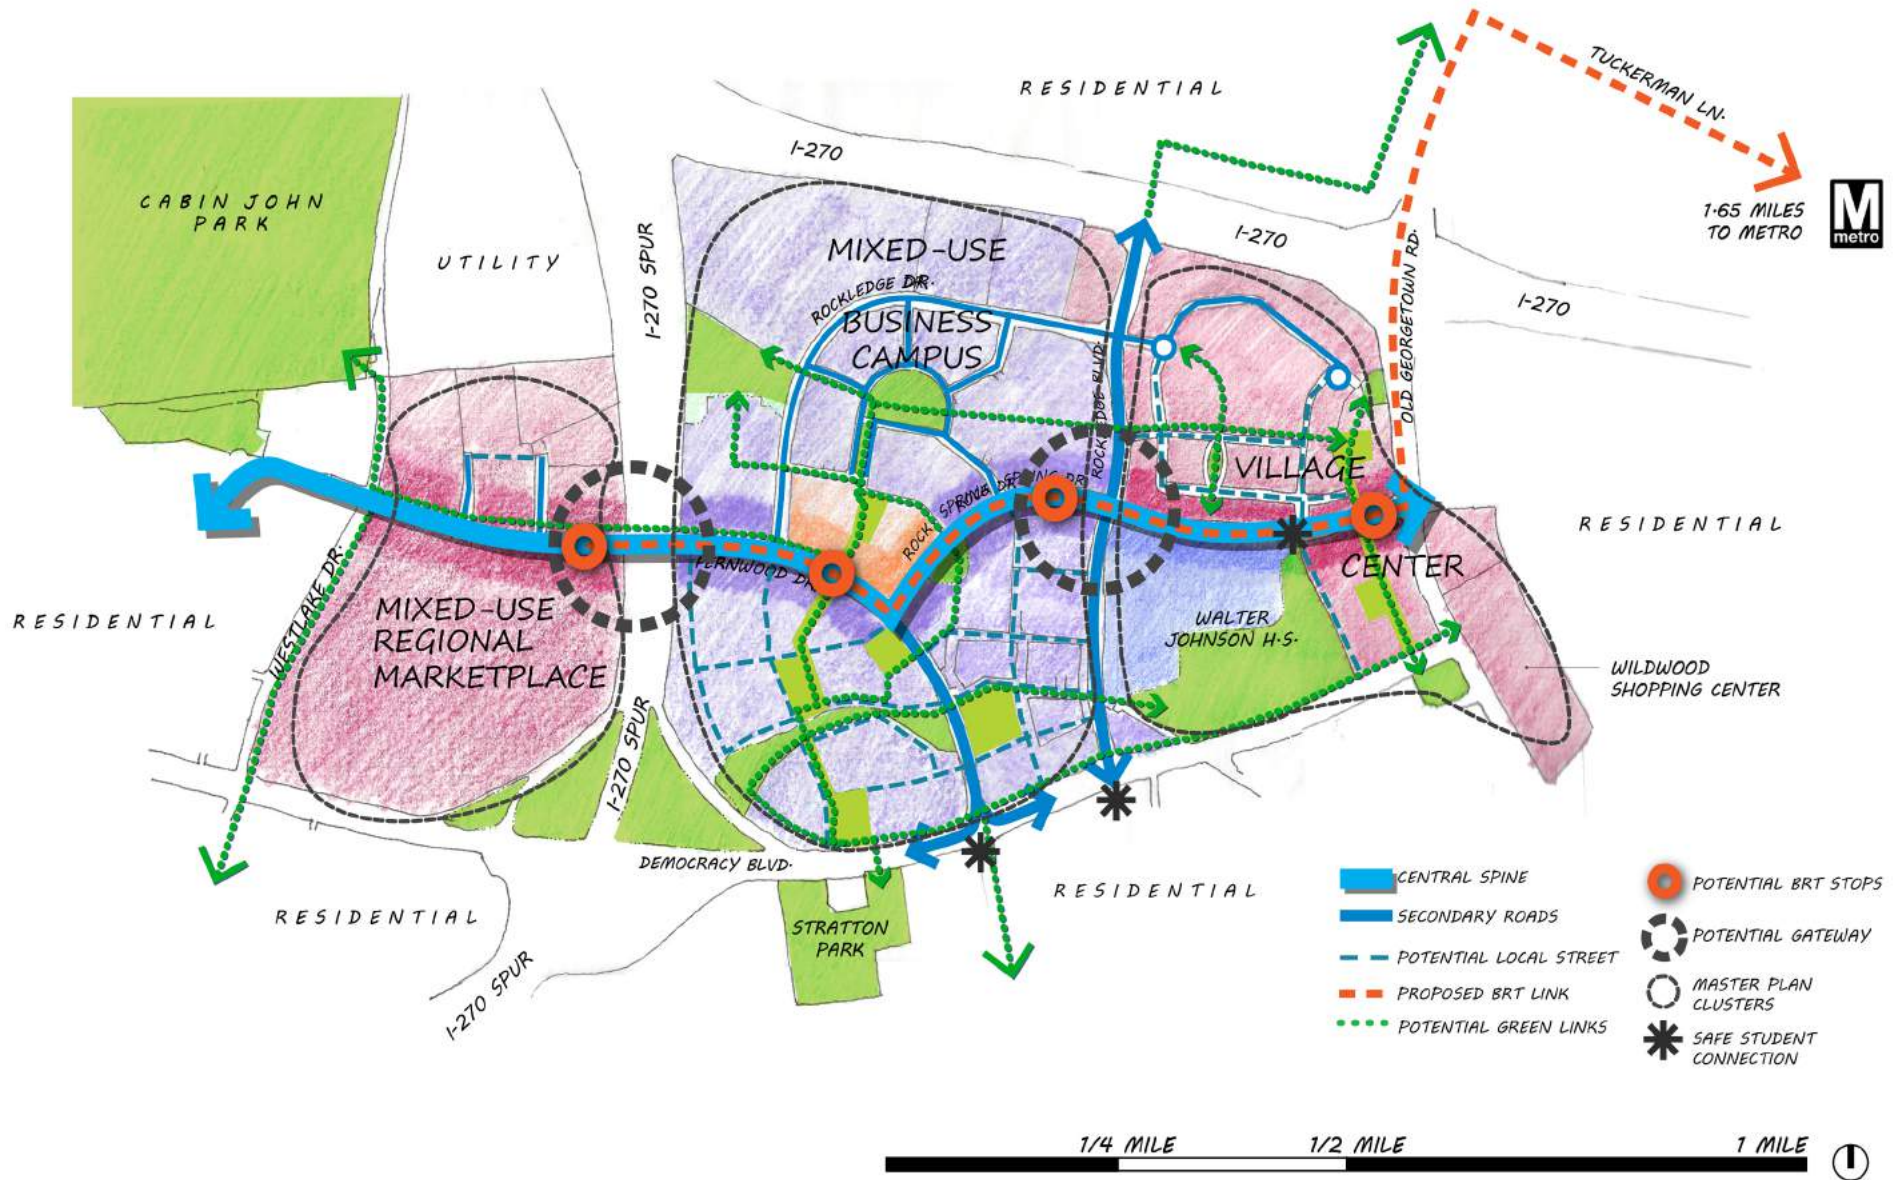 RESIDENTIAL
TUCKERMAN LN.
I-270
CABIN JOHN
PARK
UTILITY
I-270 SPUR
MIXED-USE
ROCKLEDGE DR.
BUSINESS
CAMPUS
I-270
1.65 MILES
TO METRO
M
metro
I-270
OLD GEORGETOWN RD.
ROCKLEDGE BLVD.
VILLAGE
ROCK SPRING DR.
RESIDENTIAL
FERNWOOD DR.
CENTER
WESTLAKE DR.
RESIDENTIAL
MIXED-USE
REGIONAL
MARKETPLACE
WALTER
JOHNSON H.S.
WILDWOOD
SHOPPING CENTER
I-270 SPUR
DEMOCRACY BLVD.
RESIDENTIAL
RESIDENTIAL
STRATTON
PARK
I-270 SPUR
CENTRAL SPINE
SECONDARY ROADS
POTENTIAL LOCAL STREET
PROPOSED BRT LINK
POTENTIAL GREEN LINKS
POTENTIAL BRT STOPS
POTENTIAL GATEWAY
MASTER PLAN
CLUSTERS
SAFE STUDENT
CONNECTION
1/4 MILE
1/2 MILE
1 MILE